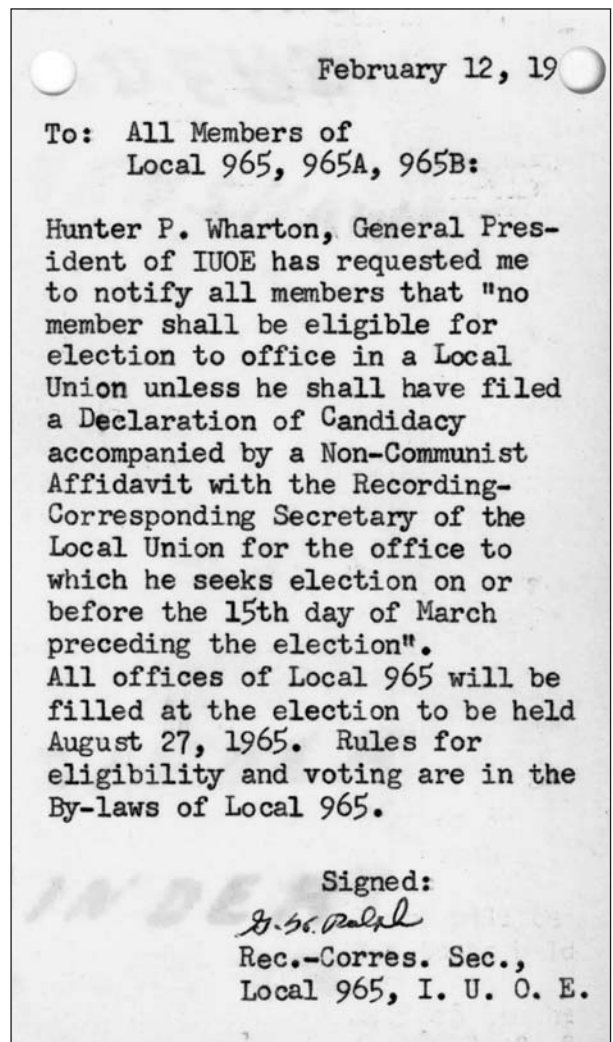 February 12, 19
To: All Members of
Local 965, 965A, 965B:
Hunter P. Wharton, General Pres-
ident of IUOE has requested me
to notify all members that "no
member shall be eligible for
election to office in a Local
Union unless he shall have filed
a Declaration of Candidacy
accompanied by a Non-Communist
Affidavit with the Recording-
Corresponding Secretary of the
Local Union for the office to
which he seeks election on or
before the 15th day of March
preceding the election".
All offices of Local 965 will be
filled at the election to be held
August 27, 1965. Rules for
eligibility and voting are in the
By-laws of Local 965.
Signed:
Ralph
Rec.-Corres. Sec.,
Local 965, I. U. O. E.